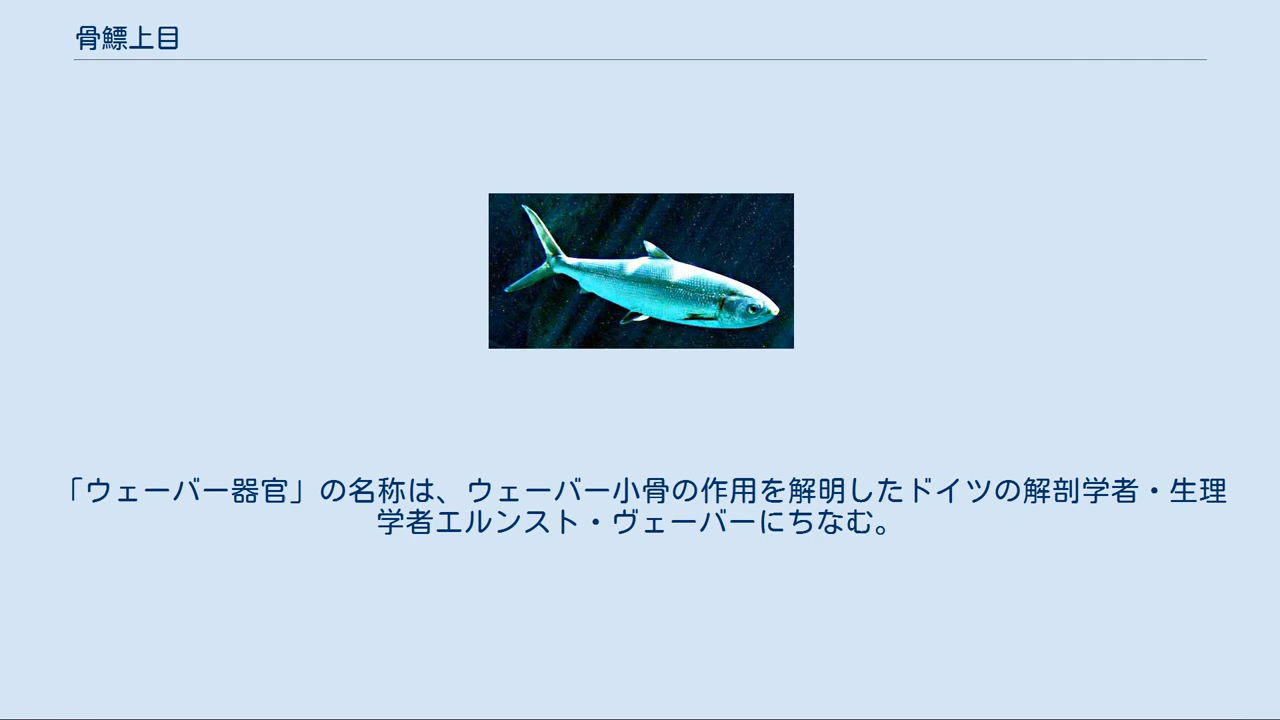 骨鰾上目
「ウェーバー器官」の名称は、ウェーバー小骨の作用を解明したドイツの解剖学者・生理
学者エルンスト・ヴェーバーにちなむ。